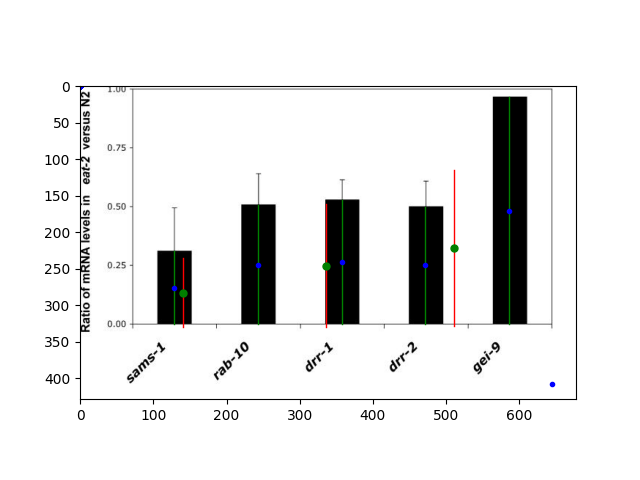 Ratio of mRNA levels in eat-2 versus N2
1.00
0.75
0.50
0.25
0.00
sams-1
rab-10
drr-1
drr-2
gei-9
0
50
100
150
200
250
300
350
400
0 100 200 300 400 500 600